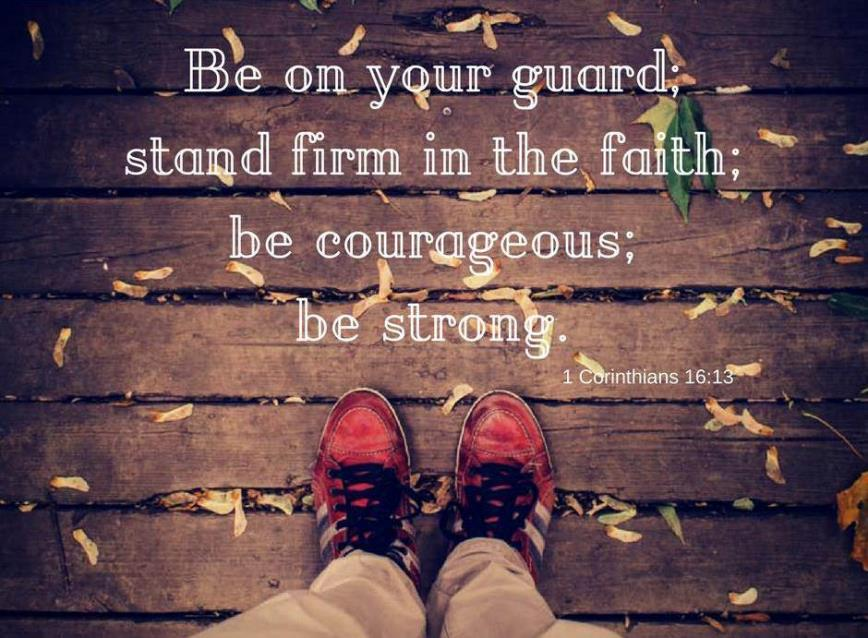 Be on your guard;
stand firm in the faith;
be courageous;
be strong.
1 Corinthians 16:13